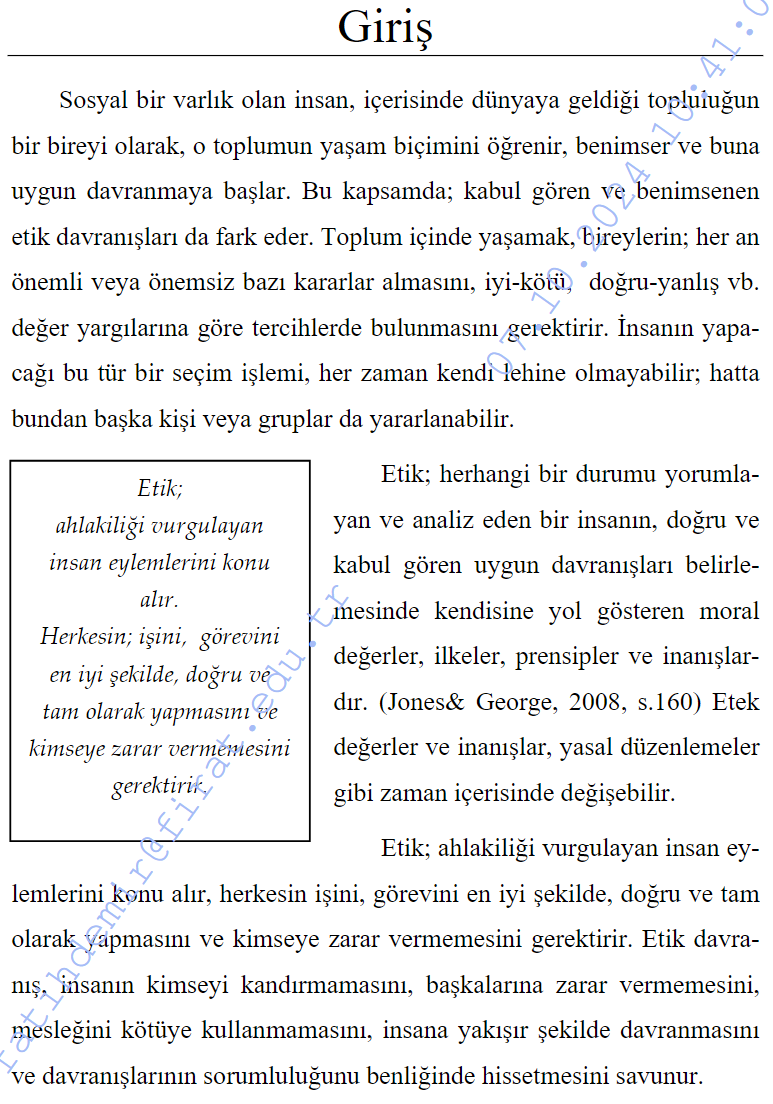 Giriş
Sosyal bir varlık olan insan, içerisinde dünyaya geldiği topluluğun
bir bireyi olarak, o toplumun yaşam biçimini öğrenir, benimser ve buna
uygun davranmaya başlar. Bu kapsamda; kabul gören ve benimsenen
etik davranışları da fark eder. Toplum içinde yaşamak, bireylerin; her an
önemli veya önemsiz bazı kararlar almasını, iyi-kötü, doğru-yanlış vb.
değer yargılarına göre tercihlerde bulunmasını gerektirir. İnsanın yapa-
cağı bu tür bir seçim işlemi, her zaman kendi lehine olmayabilir; hatta
bundan başka kişi veya gruplar da yararlanabilir.
Etik;
ahlakiliği vurgulayan
insan eylemlerini konu
alır.
Herkesin; işini, görevini
en iyi şekilde, doğru ve
tam olarak yapmasını ve
kimseye zarar vermemesini
gerektirir.
Etik; herhangi bir durumu yorumla-
yan ve analiz eden bir insanın, doğru ve
kabul gören uygun davranışları belirle-
mesinde kendisine yol gösteren moral
değerler, ilkeler, prensipler ve inanışlar-
dır. (Jones& George, 2008, s.160) Etek
değerler ve inanışlar, yasal düzenlemeler
gibi zaman içerisinde değişebilir.
Etik; ahlakiliği vurgulayan insan ey-
lemlerini konu alır, herkesin işini, görevini en iyi şekilde, doğru ve tam
olarak yapmasını ve kimseye zarar vermemesini gerektirir. Etik davra-
nış, insanın kimseyi kandırmamasını, başkalarına zarar vermemesini,
mesleğini kötüye kullanmamasını, insana yakışır şekilde davranmasını
ve davranışlarının sorumluluğunu benliğinde hissetmesini savunur.
fatihdemir@firat.edu.tr
07.10.2024 10:41:0